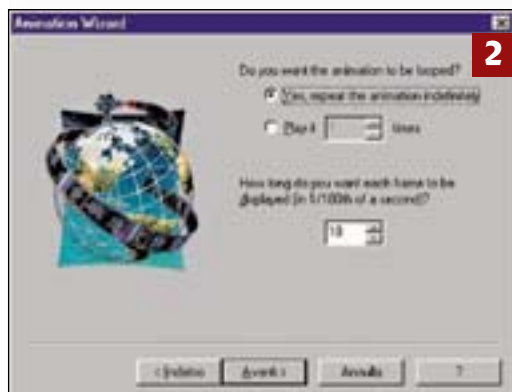 Animation Wizard
2
Do you want the animation to be looped?
Yes, repeat the animation indefinitely
Play it times
How long do you want each frame to be
displayed (in 1/100th of a second)?
10
< Indietro Avanti > Annulla ?